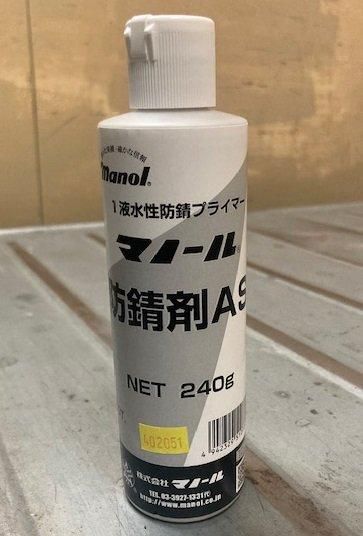 manol®
1液水性防錆プライマー
マノール®
防錆剤AS
NET 240g
402051
株式会社 マノール
TEL.03-3927-1331代
http://www.manol.co.jp